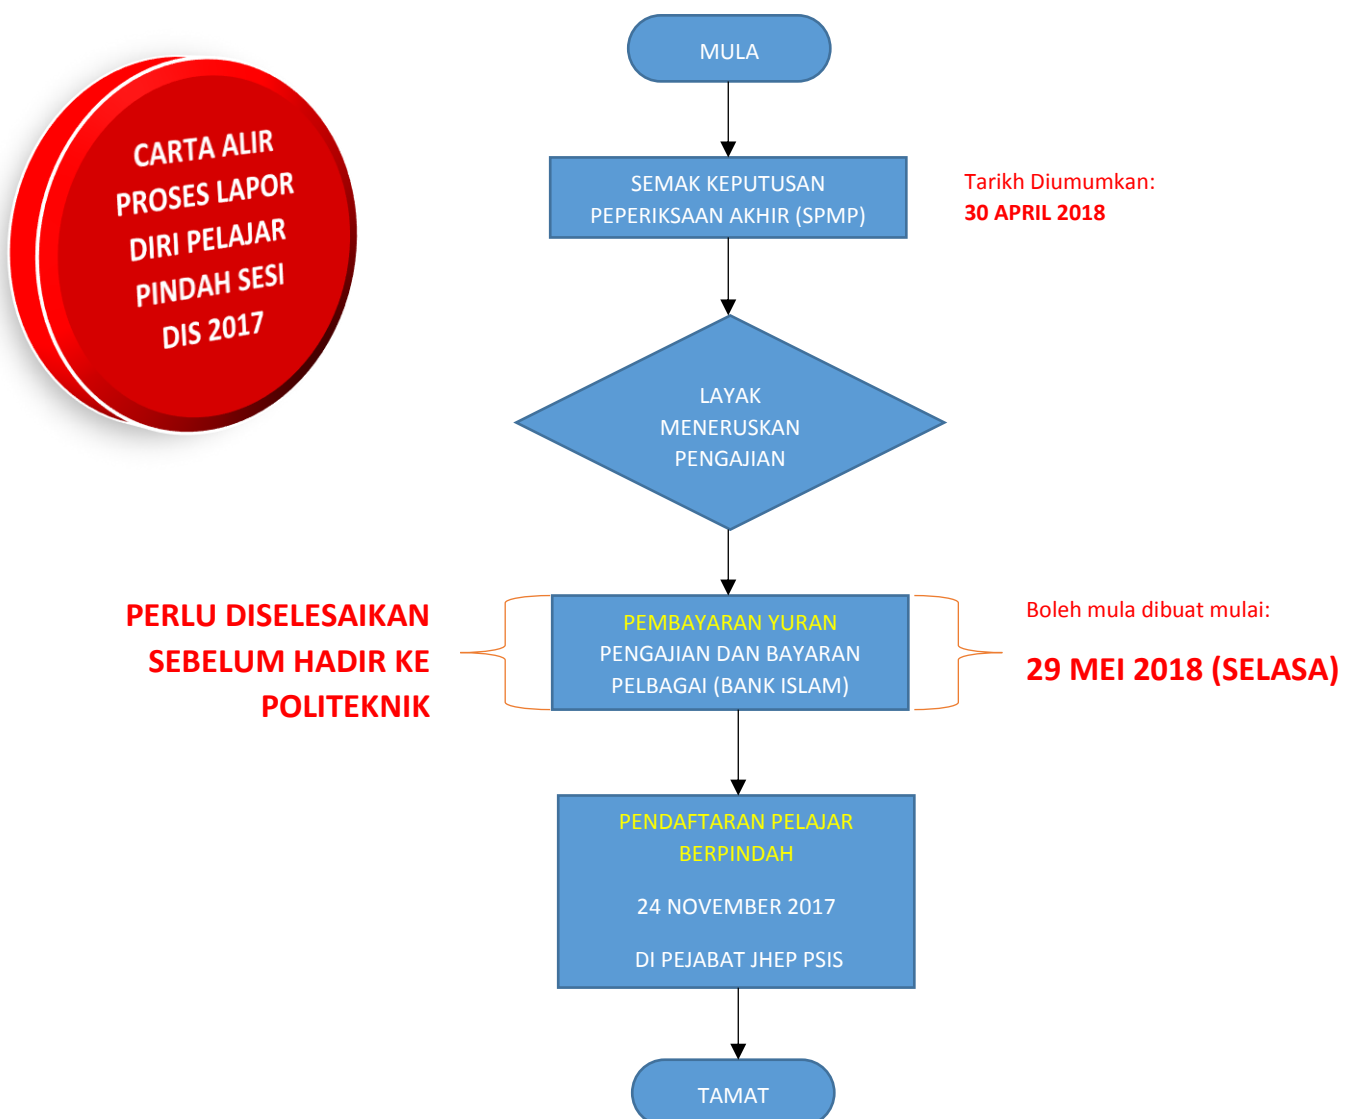 CARTA ALIR
PROSES LAPOR
DIRI PELAJAR
PINDAH SESI
DIS 2017
MULA
SEMAK KEPUTUSAN
PEPERIKSAAN AKHIR (SPMP)
Tarikh Diumumkan:
30 APRIL 2018
LAYAK
MENERUSKAN
PENGAJIAN
PERLU DISELESAIKAN
SEBELUM HADIR KE
POLITEKNIK
PEMBAYARAN YURAN
PENGAJIAN DAN BAYARAN
PELBAGAI (BANK ISLAM)
Boleh mula dibuat mulai:
29 MEI 2018 (SELASA)
PENDAFTARAN PELAJAR
BERPINDAH
24 NOVEMBER 2017
DI PEJABAT JHEP PSIS
TAMAT